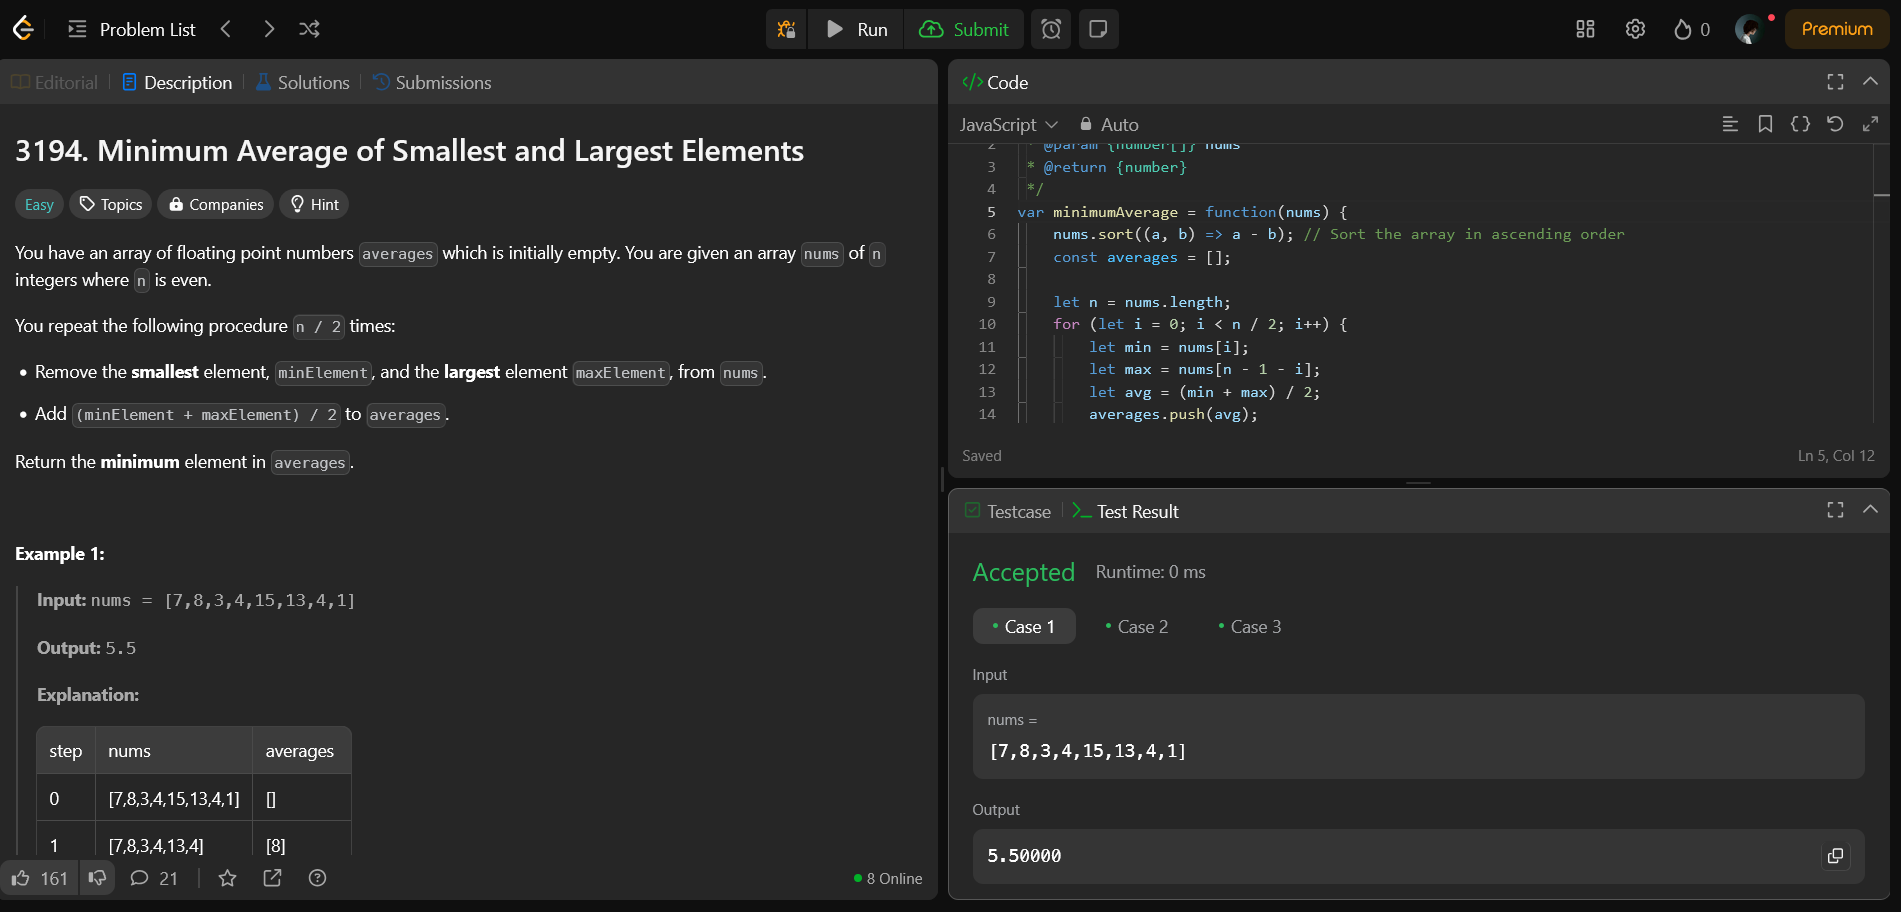 Problem List
Run
Submit
0
Premium
Editorial
Description
Solutions
Submissions
3194. Minimum Average of Smallest and Largest Elements
Easy
Topics
Companies
Hint
You have an array of floating point numbers averages which is initially empty. You are given an array nums of n
integers where n is even.
You repeat the following procedure n / 2 times:
• Remove the smallest element, minElement, and the largest element maxElement, from nums.
• Add (minElement + maxElement) / 2 to averages.
Return the minimum element in averages.
Example 1:
Input: nums = [7,8,3,4,15,13,4,1]
Output: 5.5
Explanation:
step nums averages
0 [7,8,3,4,15,13,4,1] []
1 [7,8,3,4,13,4] [8]
161
21
8 Online
</> Code
JavaScript
Auto
2 * @param {number[]} nums
3 * @return {number}
4 */
5 var minimumAverage = function(nums) {
6 nums.sort((a, b) => a - b); // Sort the array in ascending order
7 const averages = [];
8
9 let n = nums.length;
10 for (let i = 0; i < n / 2; i++) {
11 let min = nums[i];
12 let max = nums[n - 1 - i];
13 let avg = (min + max) / 2;
14 averages.push(avg);
Saved
Ln 5, Col 12
Testcase
>_ Test Result
Accepted
Runtime: 0 ms
• Case 1
• Case 2
• Case 3
Input
nums =
[7,8,3,4,15,13,4,1]
Output
5.50000